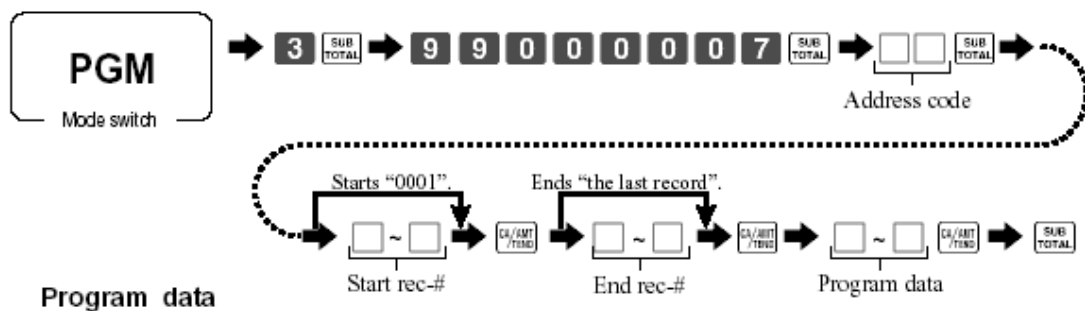 PGM
Mode switch
3 SUB TOTAL 9 9 0 0 0 0 0 0 7 SUB TOTAL SUB TOTAL
Address code
Starts “0001”. Ends “the last record”.
~ CA/AMT /TEND ~ CA/AMT /TEND ~ CA/AMT /TEND SUB TOTAL
Start rec-# End rec-# Program data
Program data